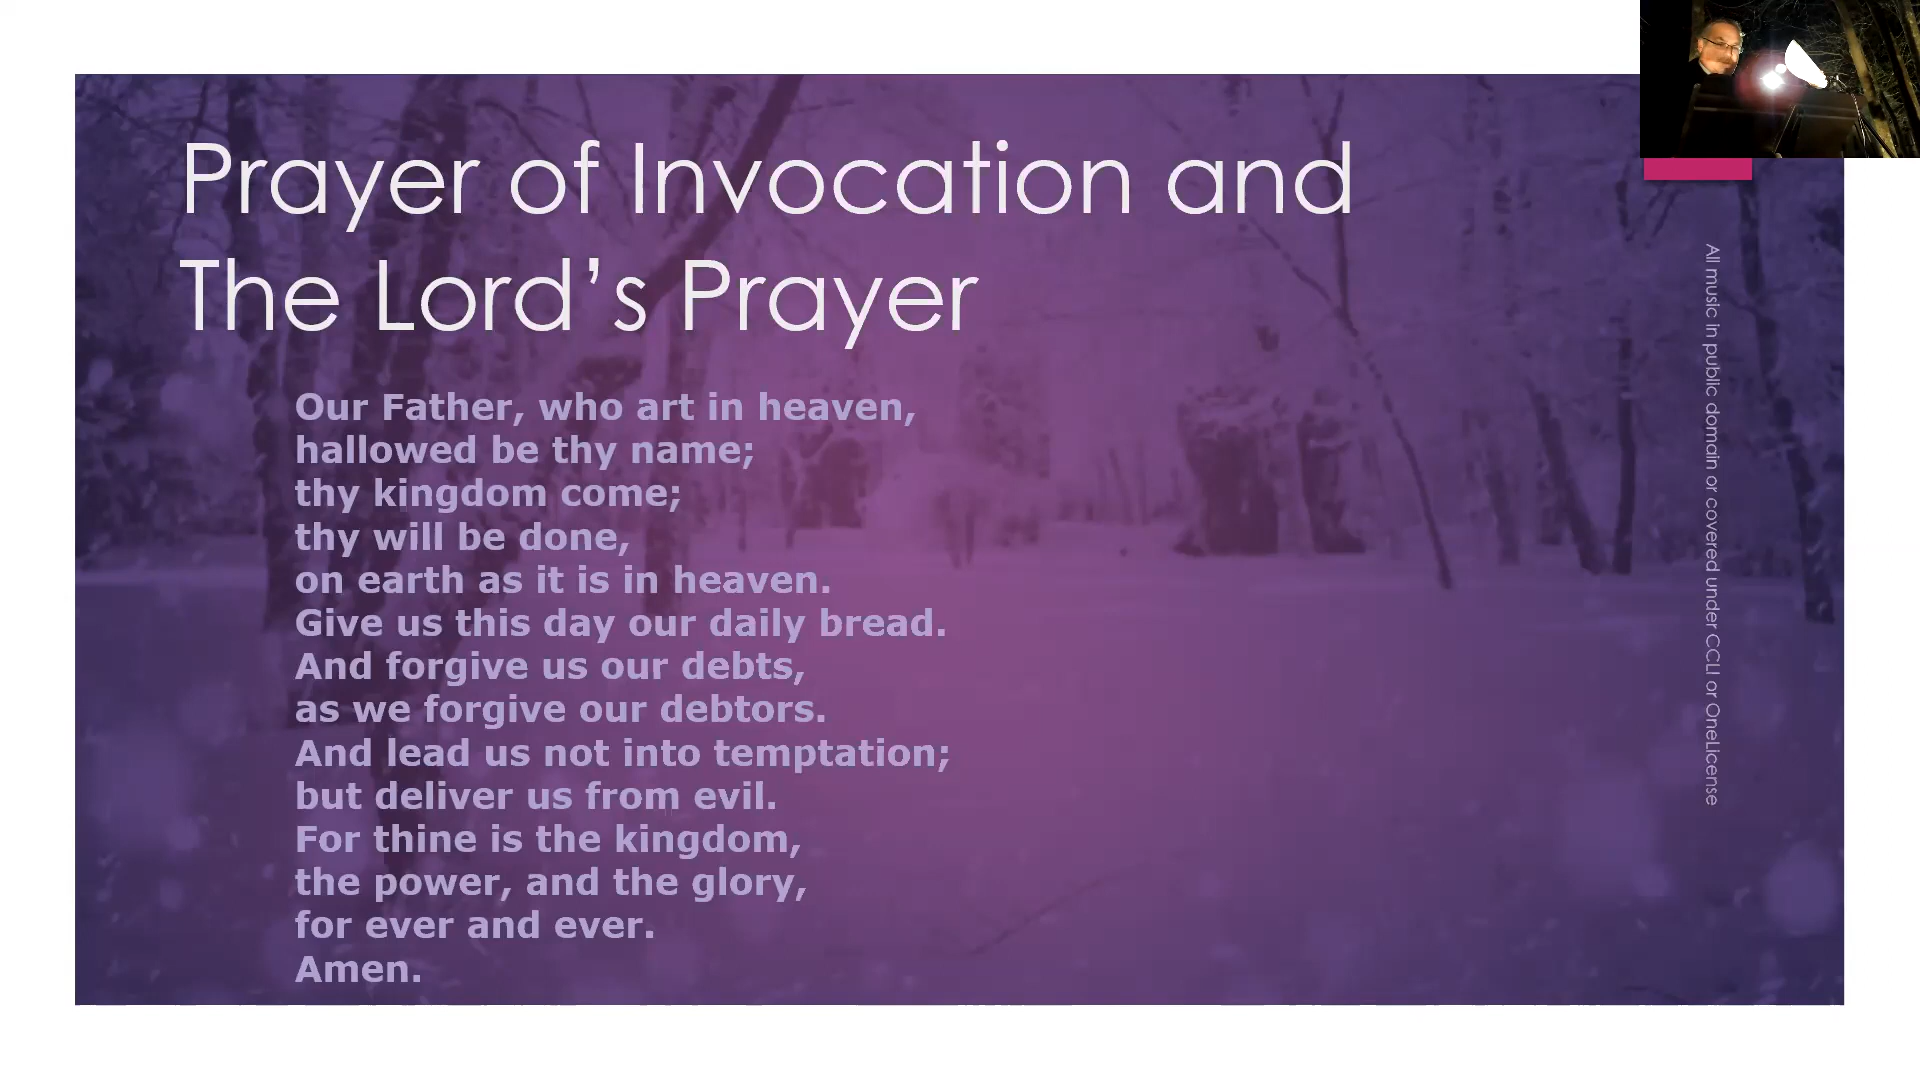 Prayer of Invocation and
The Lord’s Prayer
Our Father, who art in heaven,
hallowed be thy name;
thy kingdom come;
thy will be done,
on earth as it is in heaven.
Give us this day our daily bread.
And forgive us our debts,
as we forgive our debtors.
And lead us not into temptation;
but deliver us from evil.
For thine is the kingdom,
the power, and the glory,
for ever and ever.
Amen.
All music in public domain or covered under CCLI or OneLicense